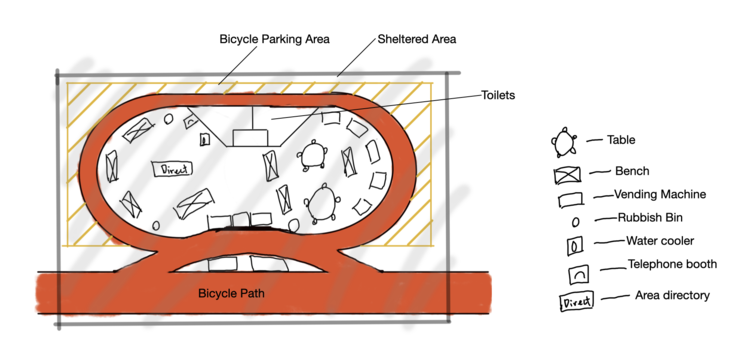 Bicycle Parking Area
Sheltered Area
Toilets
Direct
Bicycle Path
Table
Bench
Vending Machine
Rubbish Bin
Water cooler
Telephone booth
Direct
Area directory